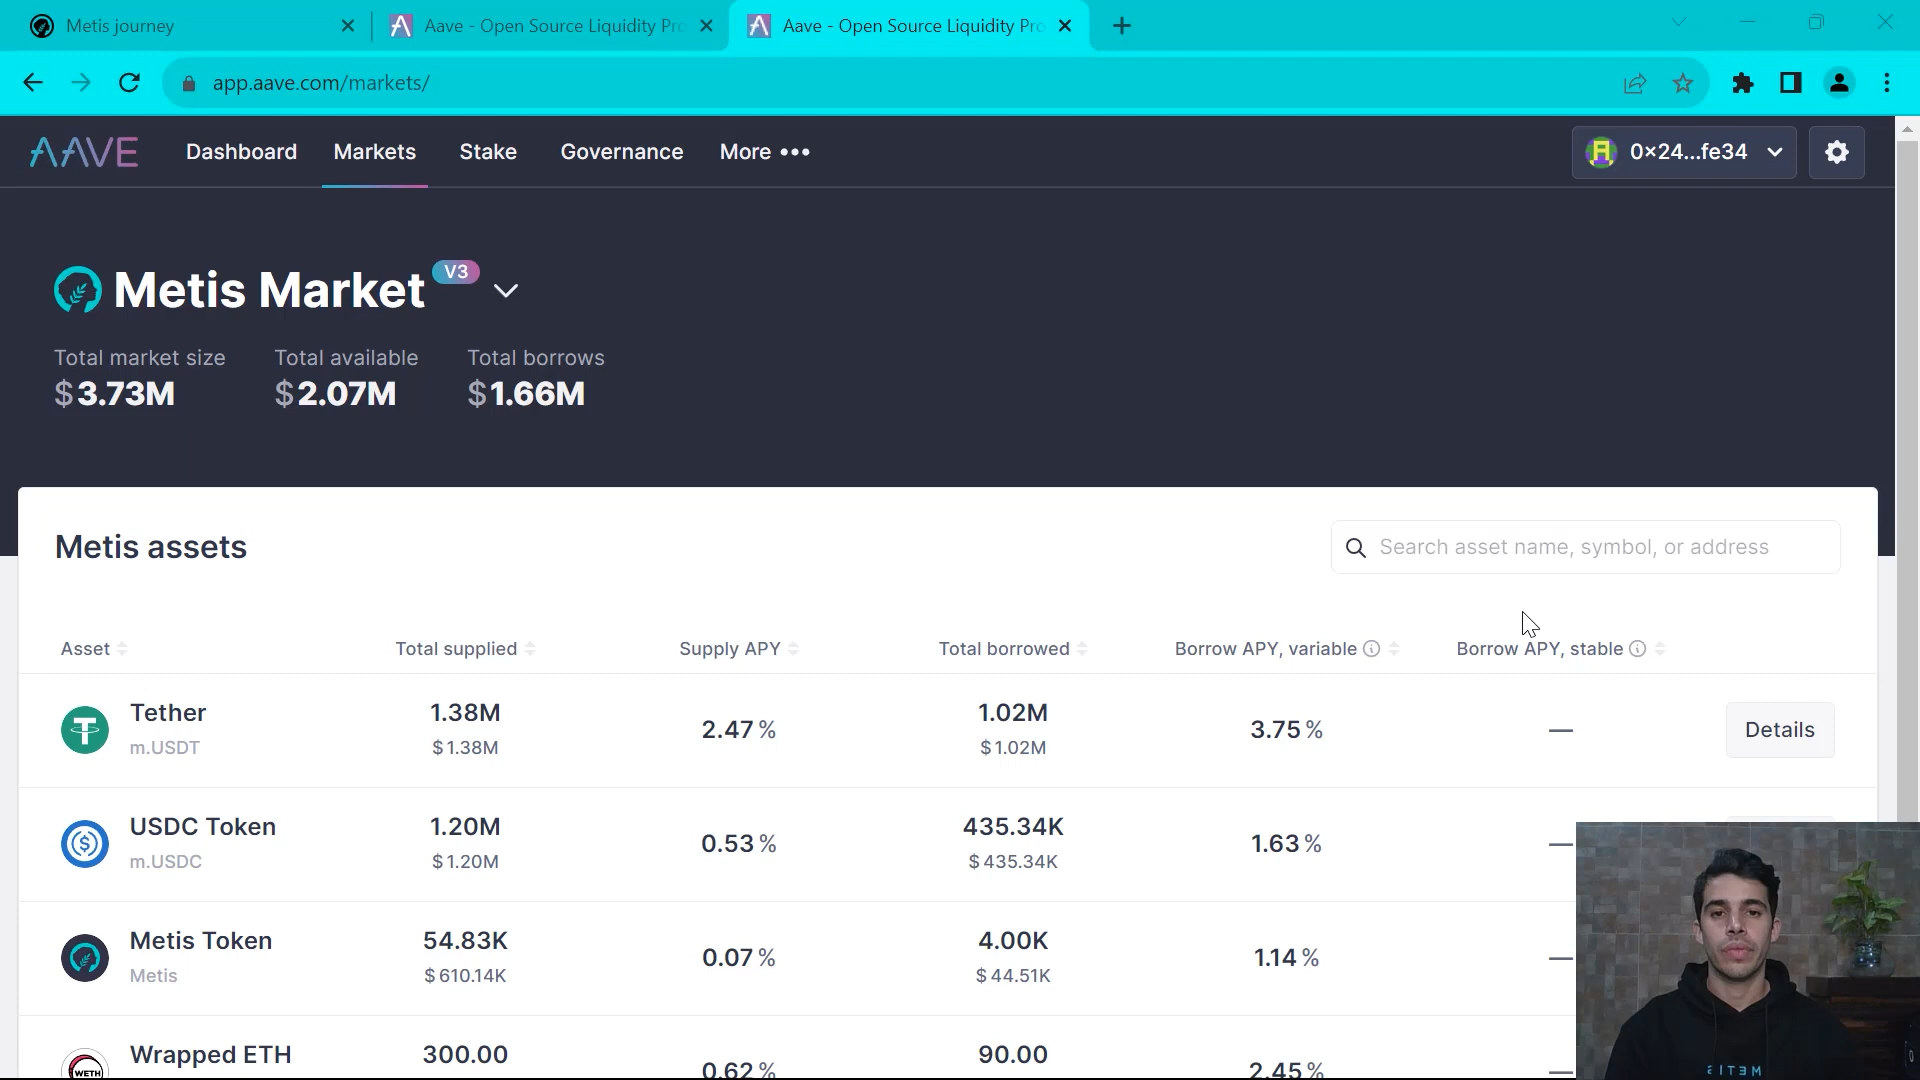 Metis journey
Aave - Open Source Liquidity Pro
Aave - Open Source Liquidity Pro
app.aave.com/markets/
AAVE
Dashboard
Markets
Stake
Governance
More
0x24...fe34
Metis Market V3
Total market size
Total available
Total borrows
$3.73M
$2.07M
$1.66M
Metis assets
Search asset name, symbol, or address
Asset
Total supplied
Supply APY
Total borrowed
Borrow APY, variable
Borrow APY, stable
Tether
m.USDT
1.38M
$1.38M
2.47%
1.02M
$1.02M
3.75%
—
Details
USDC Token
m.USDC
1.20M
$1.20M
0.53%
435.34K
$435.34K
1.63%
—
Metis Token
Metis
54.83K
$610.14K
0.07%
4.00K
$44.51K
1.14%
—
WETH
Wrapped ETH
300.00
0.62%
90.00
2.45%
—
METIS